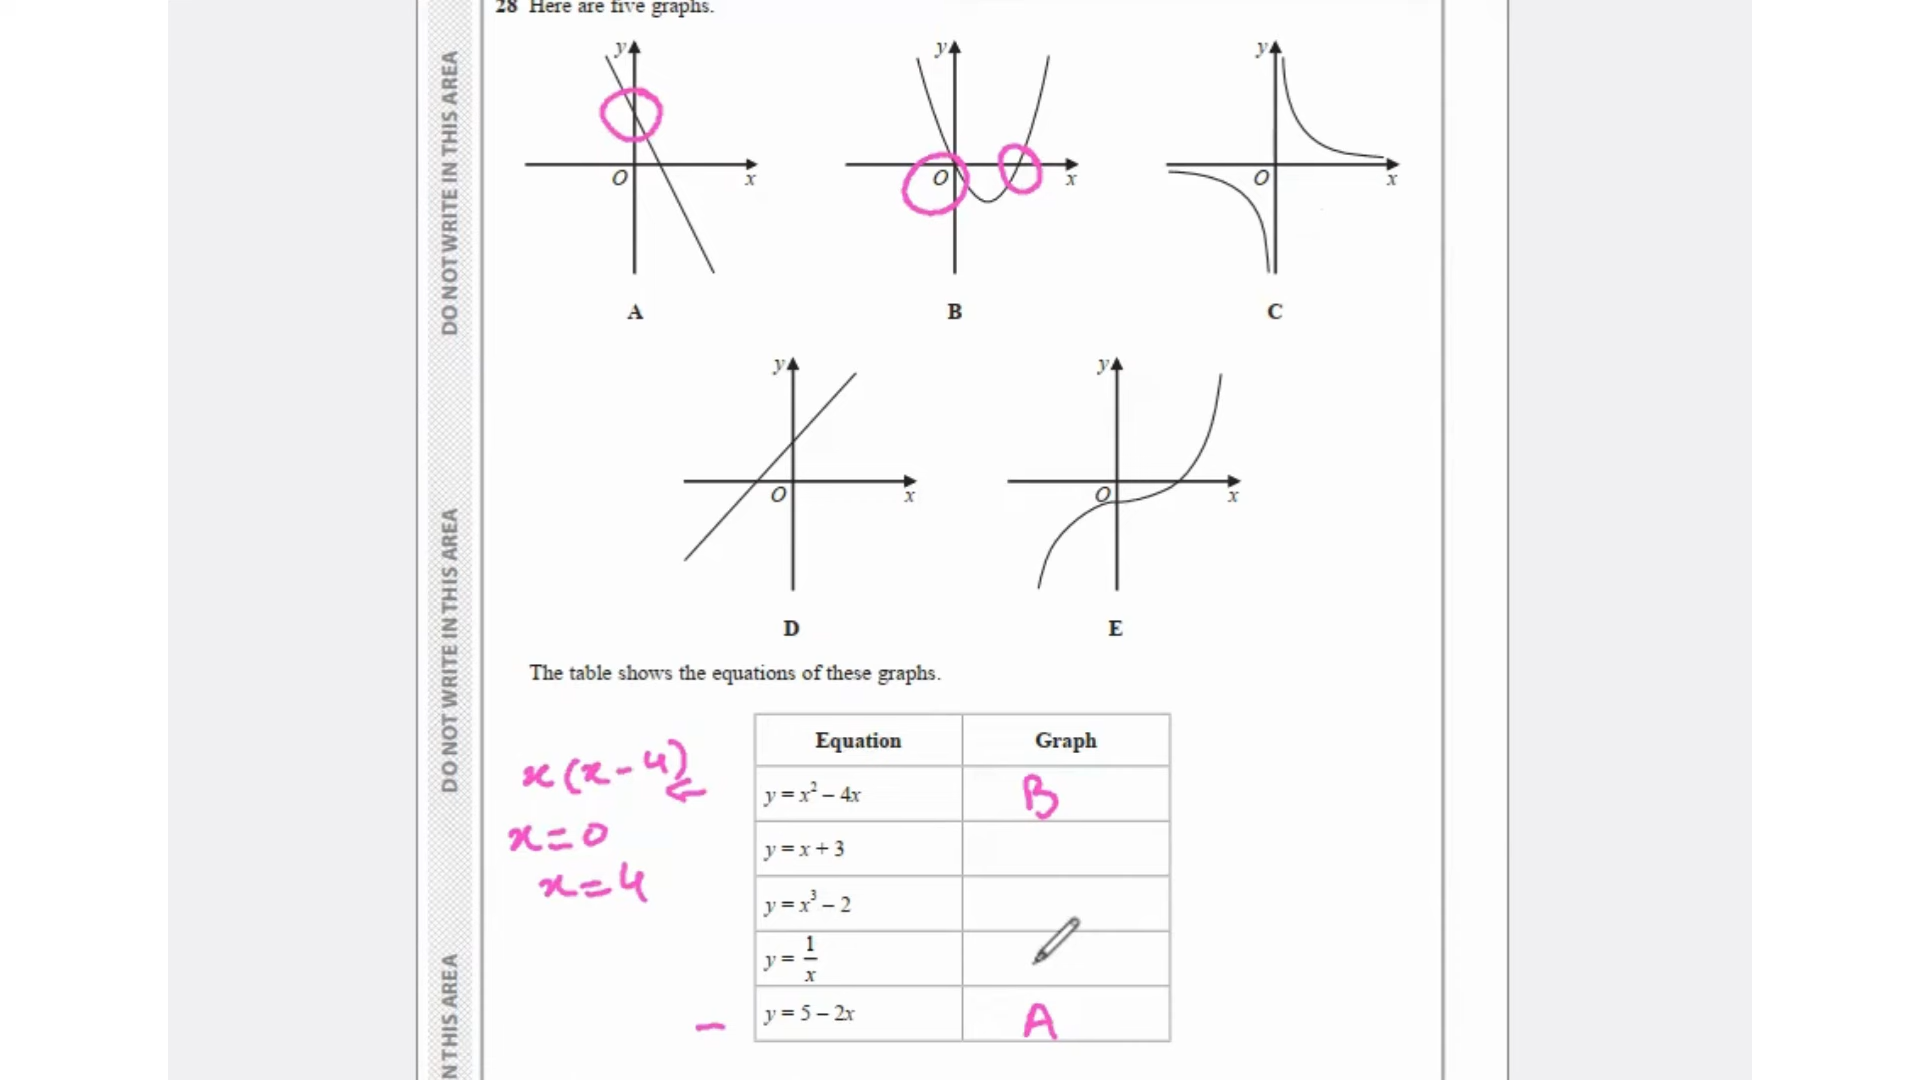 28 Here are five graphs.
y
x
O
A
y
x
O
B
y
x
O
C
y
x
O
D
y
x
O
E
DO NOT WRITE IN THIS AREA
DO NOT WRITE IN THIS AREA
N THIS AREA
The table shows the equations of these graphs.
Equation Graph
y = x² – 4x B
y = x + 3
y = x³ – 2
y = 1/x
y = 5 – 2x A
x(x-4)
x=0
x=4